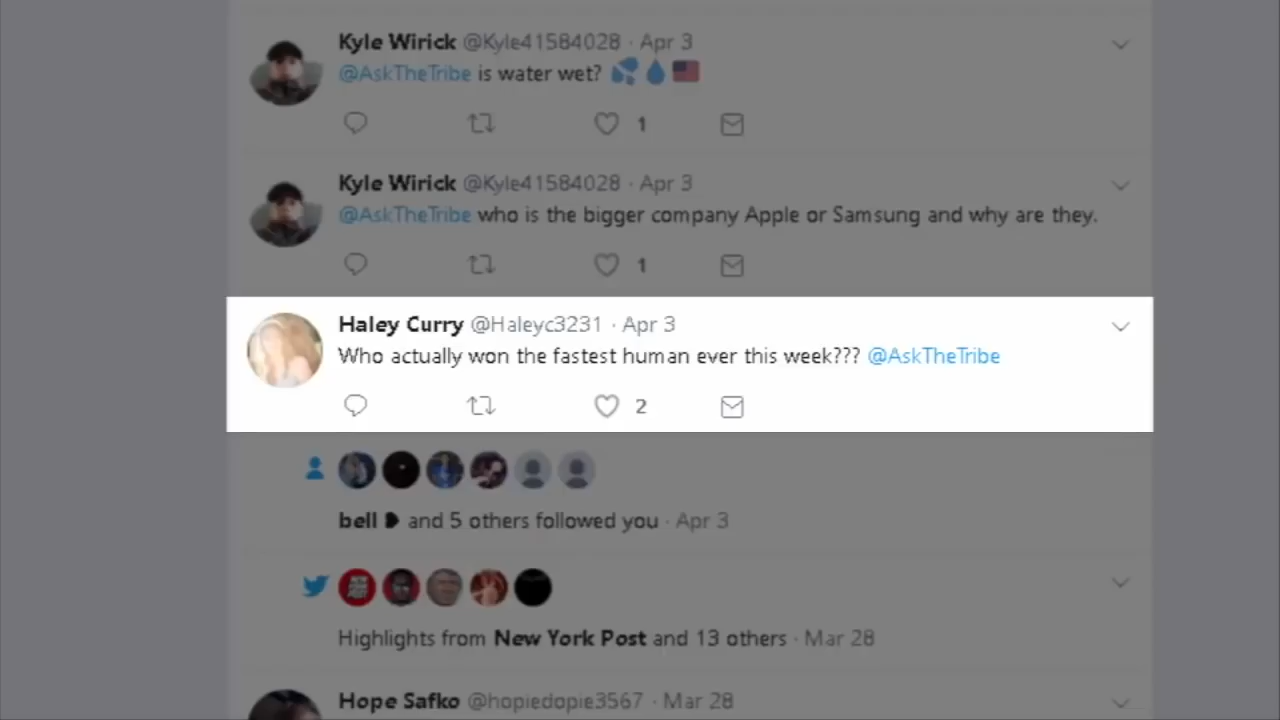 Kyle Wirick @Kyle41584028 · Apr 3
@AskTheTribe is water wet? 💦 💧 🇺🇸
1
Kyle Wirick @Kyle41584028 · Apr 3
@AskTheTribe who is the bigger company Apple or Samsung and why are they.
1
Haley Curry @Haleyc3231 · Apr 3
Who actually won the fastest human ever this week??? @AskTheTribe
2
bell ❥ and 5 others followed you · Apr 3
Highlights from New York Post and 13 others · Mar 28
Hope Safko @hopiedopie3567 · Mar 28